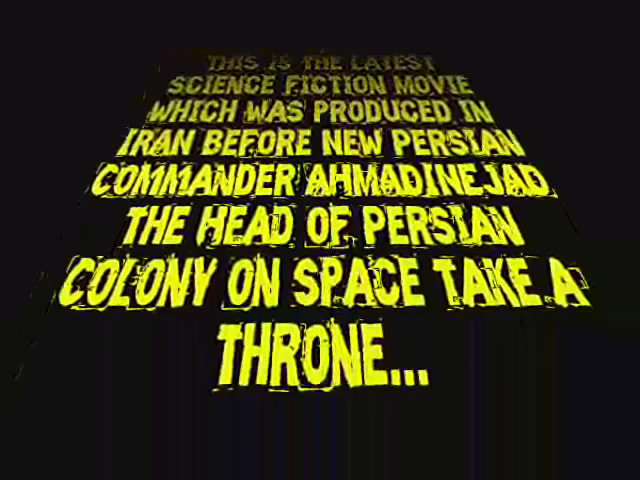 THIS IS THE LATEST
SCIENCE FICTION MOVIE
WHICH WAS PRODUCED IN
IRAN BEFORE NEW PERSIAN
COMMANDER AHMADINEJAD
THE HEAD OF PERSIAN
COLONY ON SPACE TAKE A
THRONE...